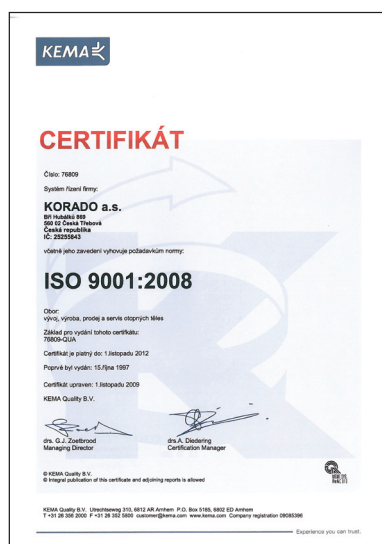 KEMA
CERTIFIKÁT
Číslo: 76809
Systém řízení firmy:
KORADO a.s.
Bří Hubálků 869
560 02 Česká Třebová
Česká republika
IČ: 25255843
včetně jeho zavedení vyhovuje požadavkům normy:
ISO 9001:2008
Obor:
vývoj, výroba, prodej a servis otopných těles
Základ pro vydání tohoto certifkátu:
76809-QUA
Certifikát je platný do: 1.listopadu 2012
Poprvé byl vydán: 15.října 1997
Certifikát upraven: 1.listopadu 2009
KEMA Quality B.V.
drs. G.J. Zoetbrood
Managing Director
drs.A. Diedering
Certification Manager
© KEMA Quality B.V.
© Integral publication of this certificate and adjoining reports is allowed
KEMA Quality B.V. Utrechtseweg 310, 6812 AR Arnhem P.O. Box 5185, 6802 ED Arnhem
T +31 26 356 2000 F +31 26 352 5800 customer@kema.com www.kema.com Company registration 09085396
Experience you can trust.